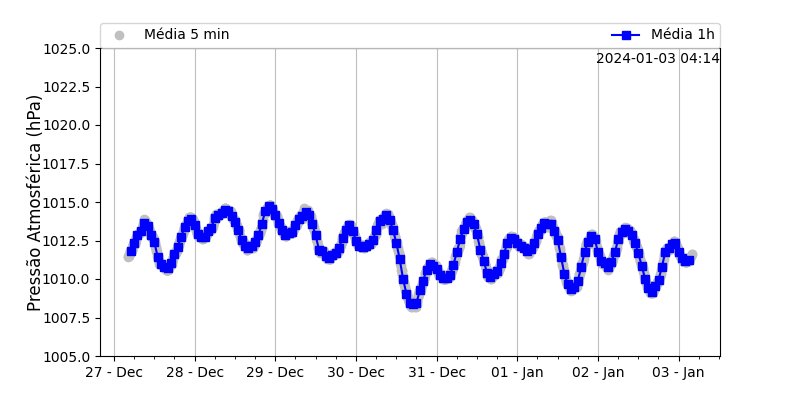 Média 5 min
Média 1h
2024-01-03 04:14
Pressão Atmosférica (hPa)
1025.0
1022.5
1020.0
1017.5
1015.0
1012.5
1010.0
1007.5
1005.0
27 - Dec
28 - Dec
29 - Dec
30 - Dec
31 - Dec
01 - Jan
02 - Jan
03 - Jan